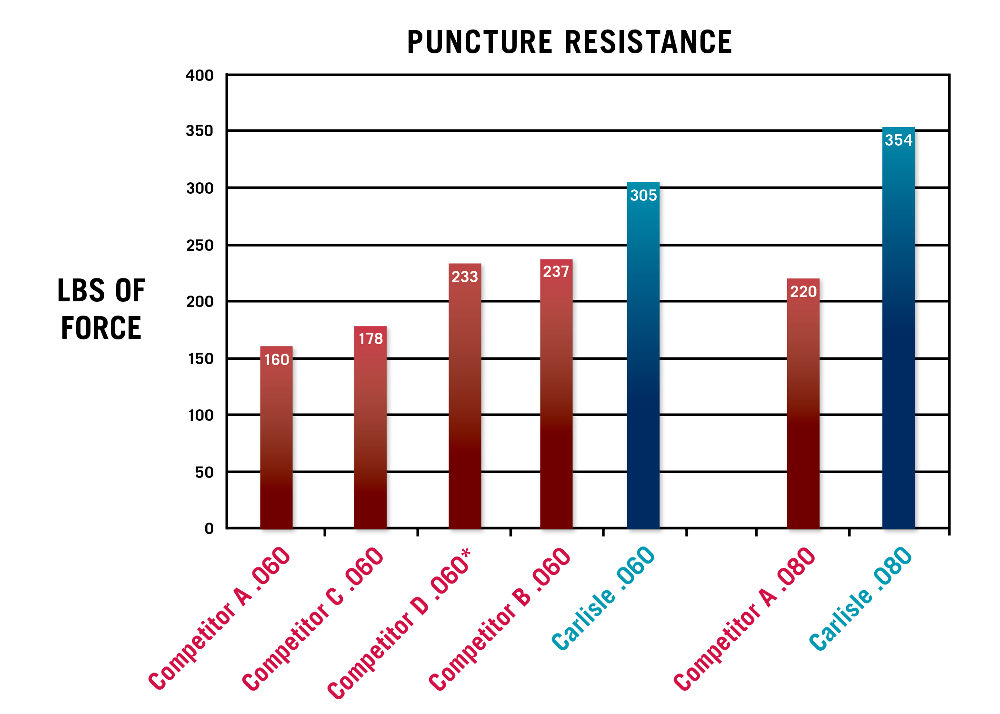 PUNCTURE RESISTANCE
LBS OF
FORCE
400
350
300
250
200
150
100
50
0
160
178
233
237
305
220
354
Competitor A .060
Competitor C .060
Competitor D .060*
Competitor B .060
Carlisle .060
Competitor A .080
Carlisle .080